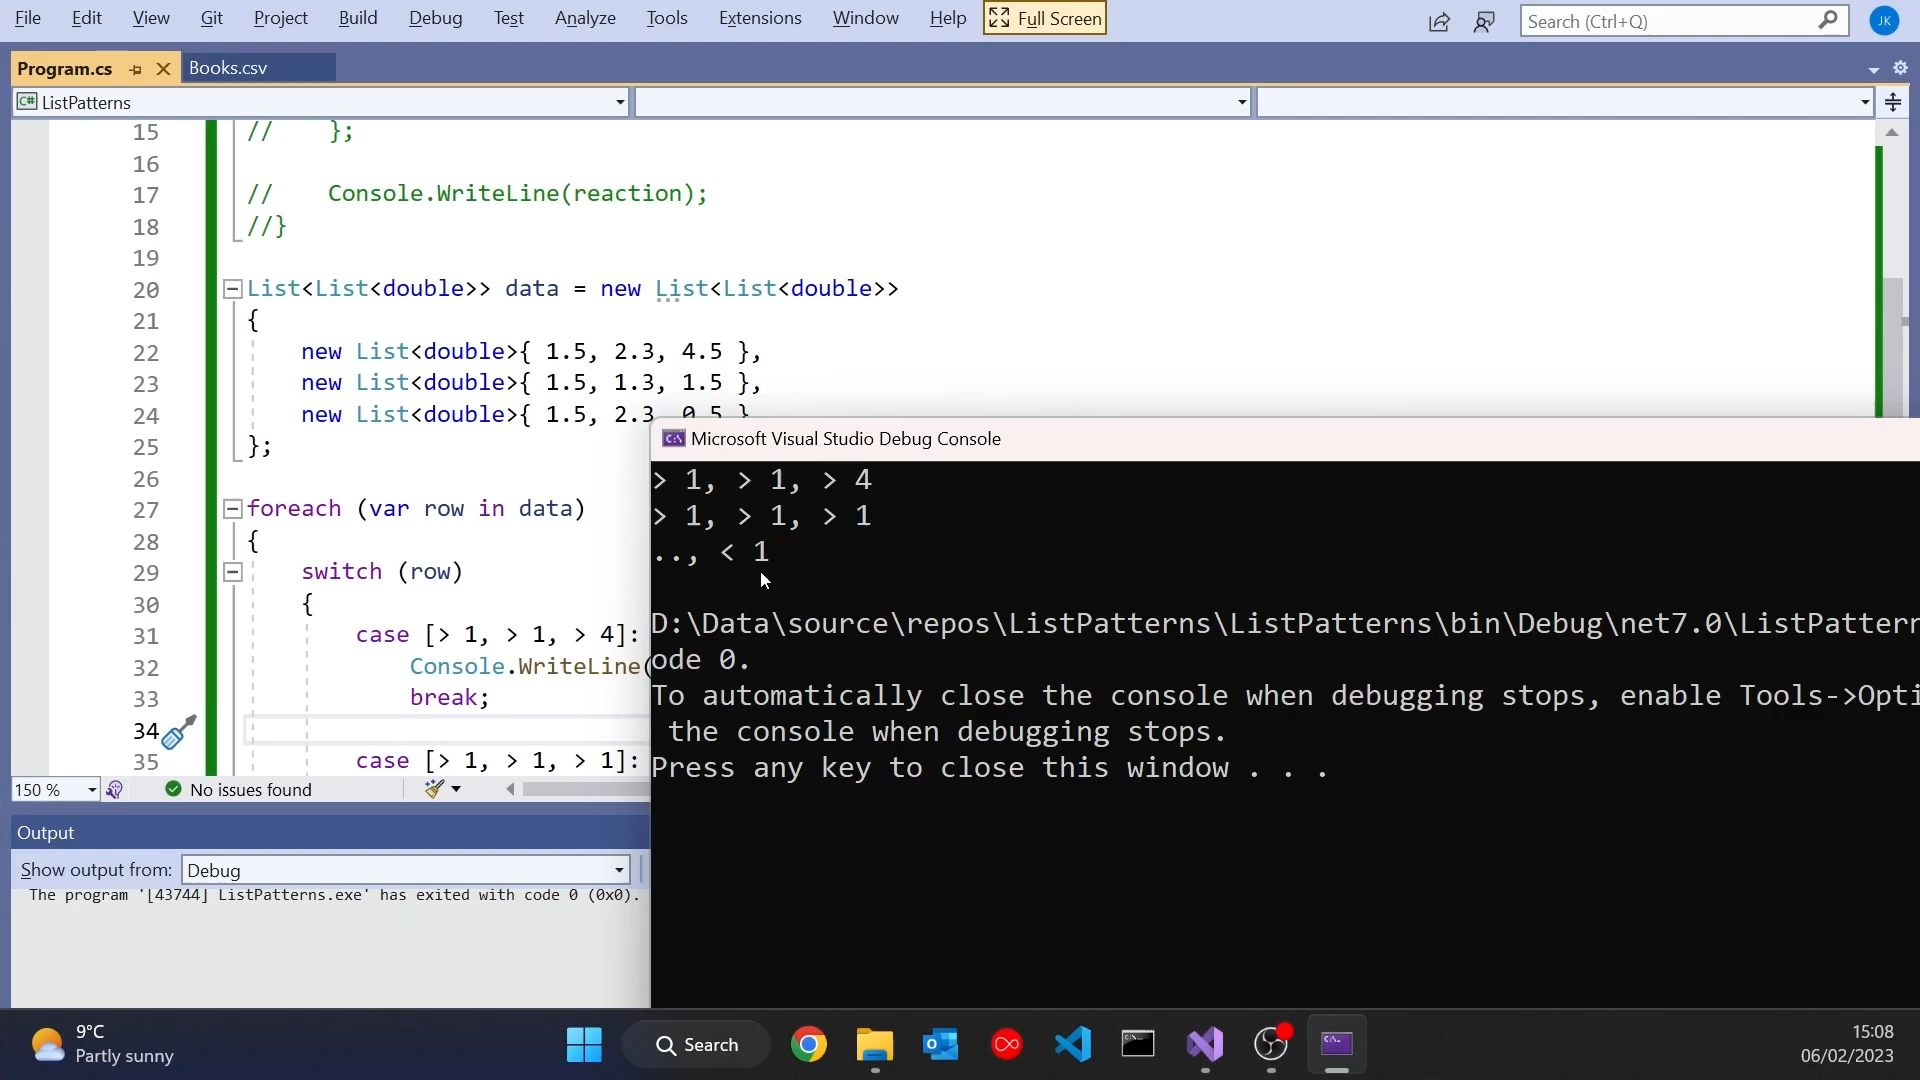 File Edit View Git Project Build Debug Test Analyze Tools Extensions Window Help Full Screen Search (Ctrl+Q) JK
Program.cs Books.csv
C# ListPatterns
15 // };
16
17 // Console.WriteLine(reaction);
18 //}
19
20 List<List<double>> data = new List<List<double>>
21 {
22 new List<double>{ 1.5, 2.3, 4.5 },
23 new List<double>{ 1.5, 1.3, 1.5 },
24 new List<double>{ 1.5, 2.3, 0.5 }
25 };
26
27 foreach (var row in data)
28 {
29 switch (row)
30 {
31 case [> 1, > 1, > 4]:
32 Console.WriteLine(
33 break;
34
35 case [> 1, > 1, > 1]:
150 % No issues found
Output
Show output from: Debug
The program '[43744] ListPatterns.exe' has exited with code 0 (0x0).
C:\ Microsoft Visual Studio Debug Console
> 1, > 1, > 4
> 1, > 1, > 1
.., < 1
D:\Data\source\repos\ListPatterns\ListPatterns\bin\Debug\net7.0\ListPattern
ode 0.
To automatically close the console when debugging stops, enable Tools->Opti
the console when debugging stops.
Press any key to close this window . . .
9°C
Partly sunny
Search
15:08
06/02/2023